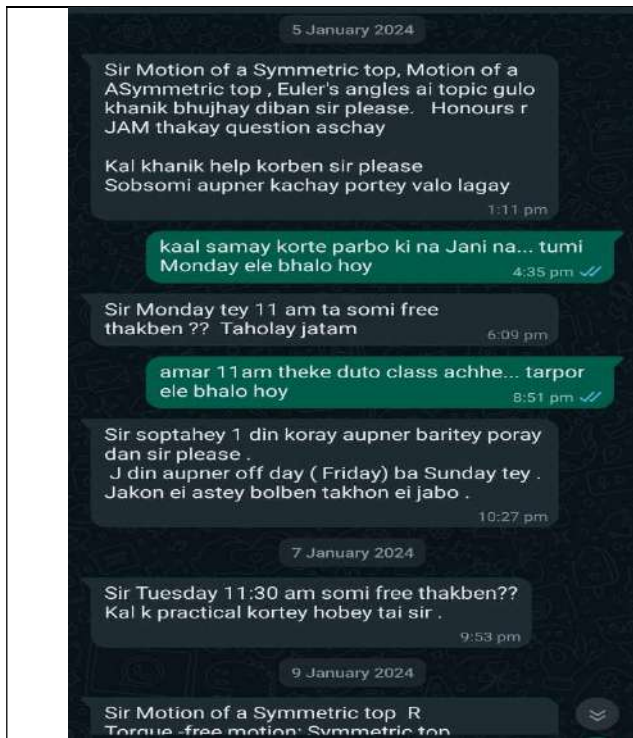 5 January 2024
Sir Motion of a Symmetric top, Motion of a
ASymmetric top , Euler's angles ai topic gulo
khanik bhujhay diban sir please.   Honours r
JAM thakay question aschay
Kal khanik help korben sir please
Sobsomi aupner kachay portey valo lagay
1:11 pm
kaal samay korte parbo ki na Jani na... tumi
Monday ele bhalo hoy
4:35 pm
Sir Monday tey 11 am ta somi free
thakben ??  Taholay jatam
6:09 pm
amar 11am theke duto class achhe... tarpor
ele bhalo hoy
8:51 pm
Sir soptahey 1 din koray aupner baritey poray
dan sir please .
J din aupner off day ( Friday) ba Sunday tey .
Jakon ei astey bolben takhon ei jabo .
10:27 pm
7 January 2024
Sir Tuesday 11:30 am somi free thakben??
Kal k practical kortey hobey tai sir .
9:53 pm
9 January 2024
Sir Motion of a Symmetric top  R
Torque -free motion: Symmetric top